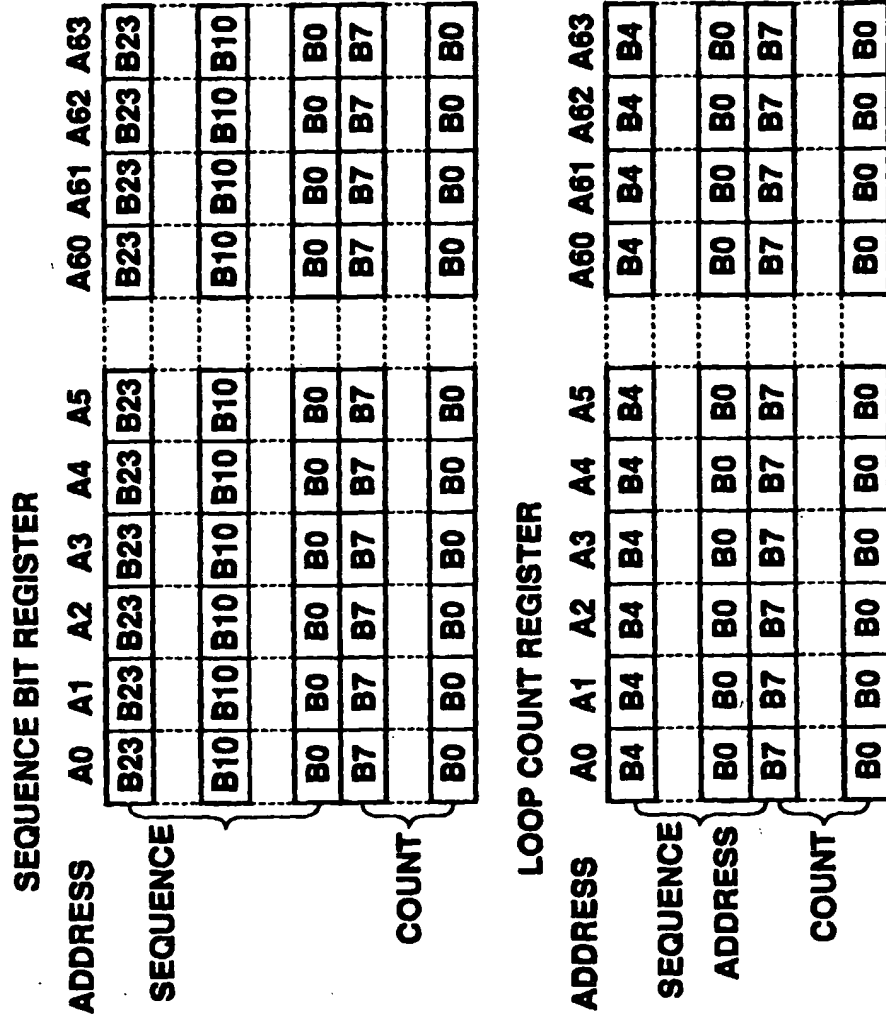 SEQUENCE BIT REGISTER
ADDRESS A0 A1 A2 A3 A4 A5 A60 A61 A62 A63
SEQUENCE B23 B23 B23 B23 B23 B23 B23 B23 B23 B23
B10 B10 B10 B10 B10 B10 B10 B10 B10 B10
B0 B0 B0 B0 B0 B0 B0 B0 B0 B0
COUNT B7 B7 B7 B7 B7 B7 B7 B7 B7 B7
B0 B0 B0 B0 B0 B0 B0 B0 B0 B0
LOOP COUNT REGISTER
ADDRESS A0 A1 A2 A3 A4 A5 A60 A61 A62 A63
SEQUENCE ADDRESS B4 B4 B4 B4 B4 B4 B4 B4 B4 B4
B0 B0 B0 B0 B0 B0 B0 B0 B0 B0
COUNT B7 B7 B7 B7 B7 B7 B7 B7 B7 B7
B0 B0 B0 B0 B0 B0 B0 B0 B0 B0